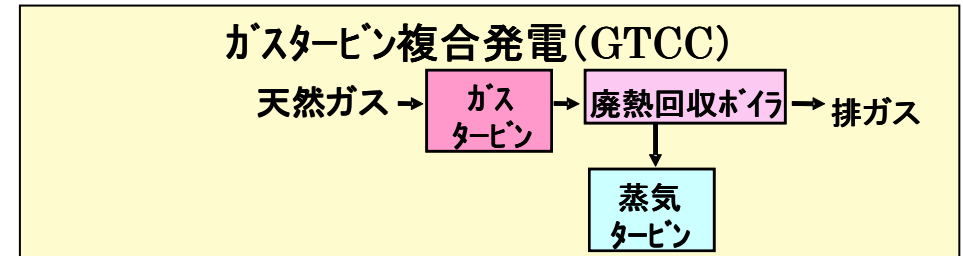 ｶﾞｽﾀｰﾋﾞﾝ複合発電(GTCC)
天然ガス
ｶﾞｽ
ﾀｰﾋﾞﾝ
廃熱回収ﾎﾞｲﾗ
排ガス
蒸気
ﾀｰﾋﾞﾝ